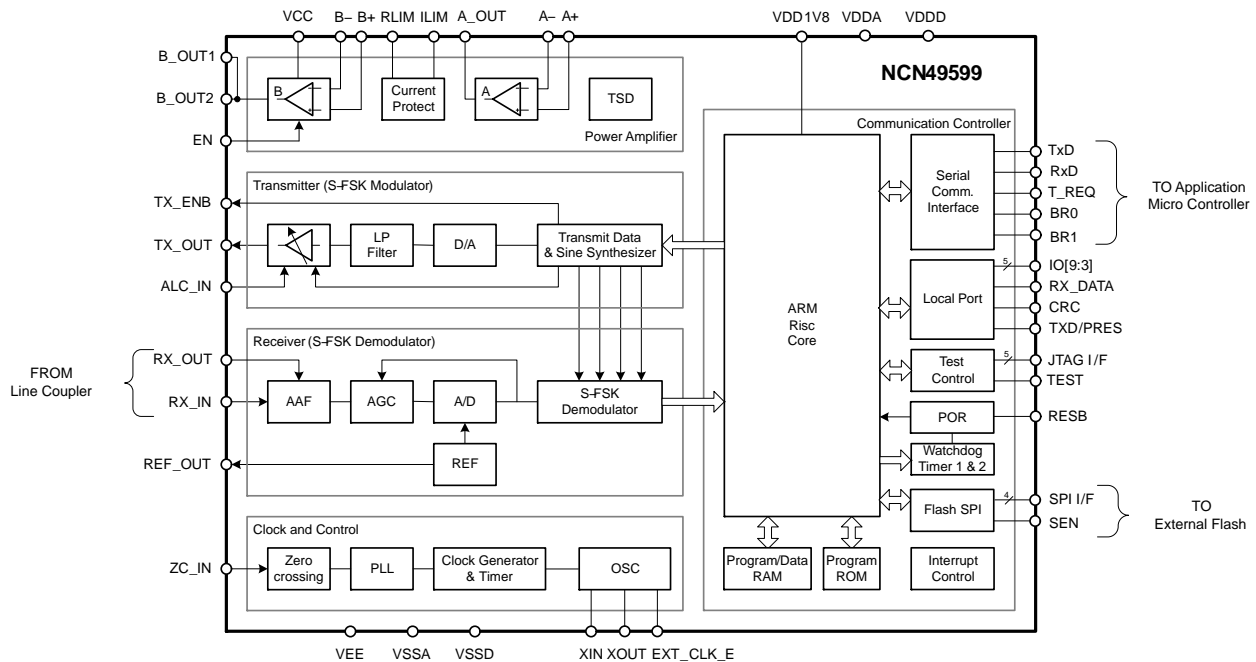 VCC B– B+ RLIM ILIM A_OUT A– A+ VDD1V8 VDDA VDDD
NCN49599
B_OUT1
B_OUT2
EN
B
Current
Protect
A
TSD
Power Amplifier
Communication Controller
Transmitter (S-FSK Modulator)
TX_ENB
TX_OUT
ALC_IN
LP
Filter
D/A
Transmit Data
& Sine Synthesizer
Receiver (S-FSK Demodulator)
FROM
Line Coupler
RX_OUT
RX_IN
REF_OUT
AAF
AGC
A/D
S-FSK
Demodulator
REF
Clock and Control
ZC_IN
Zero
crossing
PLL
Clock Generator
& Timer
OSC
ARM
Risc
Core
Program/Data
RAM
Program
ROM
Serial
Comm.
Interface
TxD
RxD
T_REQ
BR0
BR1
TO Application
Micro Controller
Local Port
5
IO[9:3]
RX_DATA
CRC
TXD/PRES
Test
Control
5
JTAG I/F
TEST
POR
RESB
Watchdog
Timer 1 & 2
Flash SPI
4
SPI I/F
SEN
TO
External Flash
Interrupt
Control
VEE VSSA VSSD XIN XOUT EXT_CLK_E